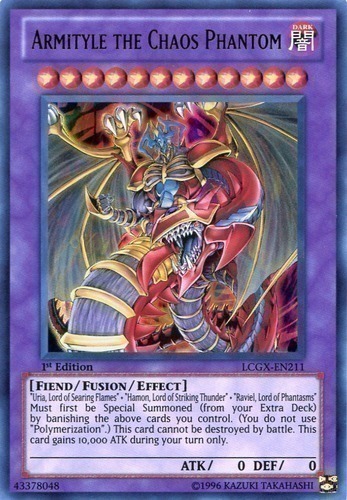 ARMITYLE THE CHAOS PHANTOM
DARK
闇
1st Edition
LCGX-EN211
[FIEND/FUSION/EFFECT]
"Uria, Lord of Searing Flames" + "Hamon, Lord of Striking Thunder" + "Raviel, Lord of Phantasms"
Must first be Special Summoned (from your Extra Deck)
by banishing the above cards you control. (You do not use
"Polymerization".) This card cannot be destroyed by battle. This
card gains 10,000 ATK during your turn only.
ATK/ 0 DEF/ 0
43378048
©1996 KAZUKI TAKAHASHI